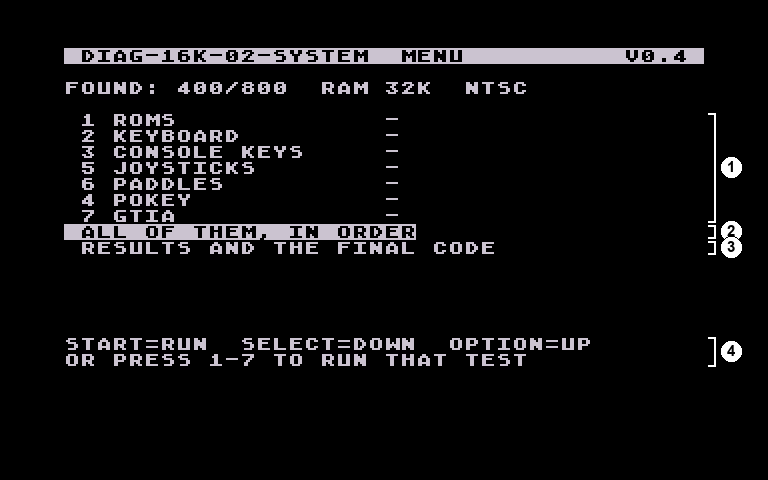 DIAG-16K-02-SYSTEM MENU V0.4
FOUND: 400/800 RAM 32K NTSC
1 ROMS –
2 KEYBOARD –
3 CONSOLE KEYS –
5 JOYSTICKS –
6 PADDLES –
4 POKEY –
7 GTIA –
1
ALL OF THEM, IN ORDER
2
RESULTS AND THE FINAL CODE
3
START=RUN SELECT=DOWN OPTION=UP
OR PRESS 1-7 TO RUN THAT TEST
4